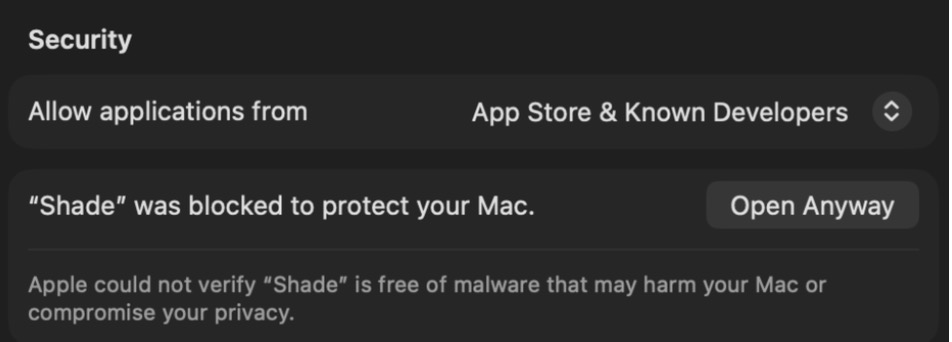 Security
Allow applications from App Store & Known Developers
“Shade” was blocked to protect your Mac. Open Anyway
Apple could not verify “Shade” is free of malware that may harm your Mac or
compromise your privacy.